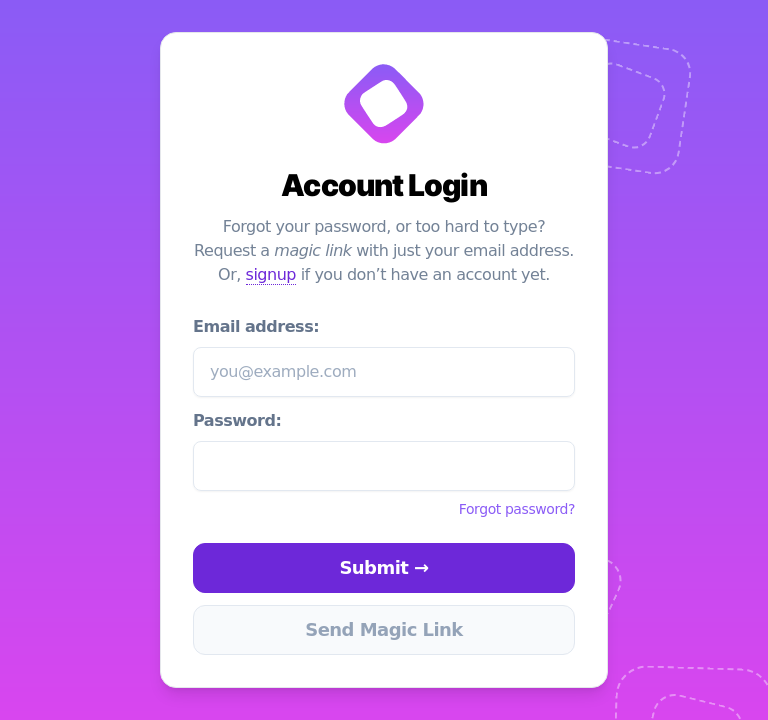 Account Login
Forgot your password, or too hard to type?
Request a magic link with just your email address.
Or, signup if you don’t have an account yet.
Email address:
you@example.com
Password:
Forgot password?
Submit →
Send Magic Link